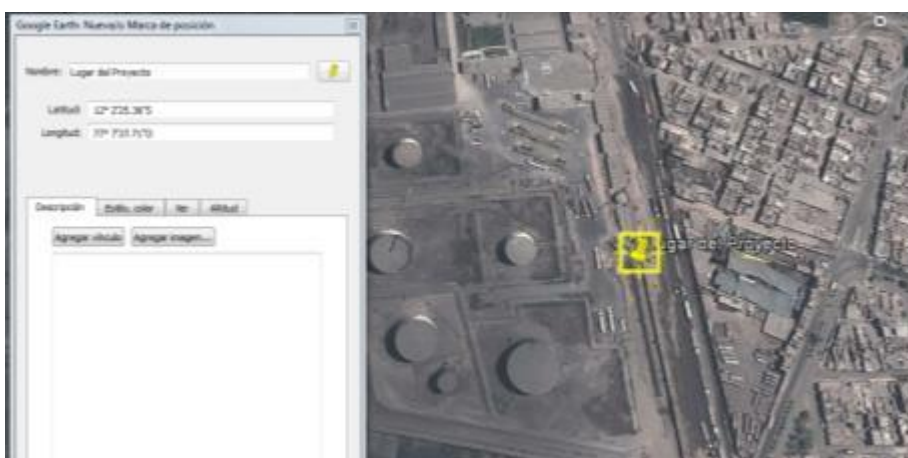 Google Earth: Nueva/o Marca de posición
Nombre: Lugar del Proyecto
Latitud:
Longitud:
Descripción Estilo, color Ver Altitud
Agregar vínculo Agregar imagen...
Lugar del Proyecto